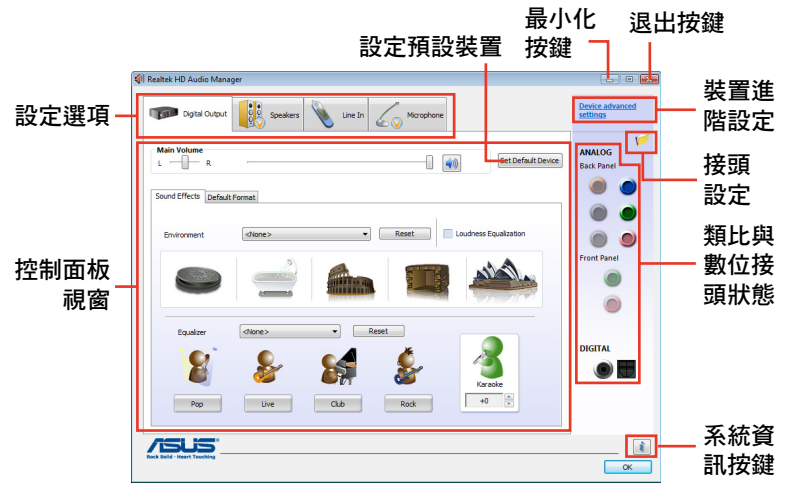 最小化
按鍵
退出按鍵
設定預設裝置
Realtek HD Audio Manager
設定選項
Digital Output
Speakers
Line In
Microphone
Device advanced
settings
裝置進
階設定
Main Volume
L
R
Set Default Device
ANALOG
Back Panel
接頭
設定
Sound Effects
Default Format
Environment
<None>
Reset
Loudness Equalization
類比與
數位接
頭狀態
Front Panel
控制面板
視窗
Equalizer
<None>
Reset
DIGITAL
Karaoke
Pop
Live
Club
Rock
+0
ASUS
Rock Solid · Heart Touching
系統資
訊按鍵
OK